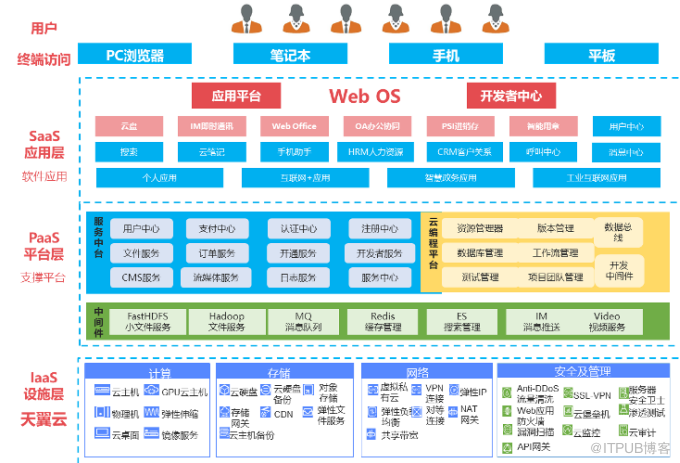 用户
终端访问
PC浏览器 笔记本 手机 平板
应用平台 Web OS 开发者中心
SaaS
应用层
软件应用
云盘 IM即时通讯 Web Office OA办公协同 PSI进销存 智能用章 用户中心
搜索 云笔记 手机助手 HRM人力资源 CRM客户关系 呼叫中心 消息中心
个人应用 互联网+应用 智慧政务应用 工业互联网应用
PaaS
平台层
支撑平台
服务中台
用户中心 支付中心 认证中心 注册中心
文件服务 订单服务 开通服务 开发者服务
CMS服务 流媒体服务 日志服务 服务中心
云编程平台
资源管理器 版本管理 数据总线
数据库管理 工作流管理
测试管理 项目团队管理 开发中间件
中间件
FastHDFS Hadoop MQ Redis ES IM Video
小文件服务 文件服务 消息队列 缓存管理 搜索管理 消息推送 视频服务
IaaS
设施层
天翼云
计算
云主机 GPU云主机
物理机 弹性伸缩
云桌面 镜像服务
存储
云硬盘 云硬盘备份 对象存储
存储网关 CDN 弹性文件服务
云主机备份
网络
虚拟私有云 VPN连接 弹性IP
弹性负载均衡 对等连接 NAT网关
共享带宽
安全及管理
Anti-DDoS流量清洗 SSL-VPN 服务器安全卫士
Web应用防火墙 云堡垒机 渗透测试
漏洞扫描 云监控 云审计
API网关
@ITPUB博客